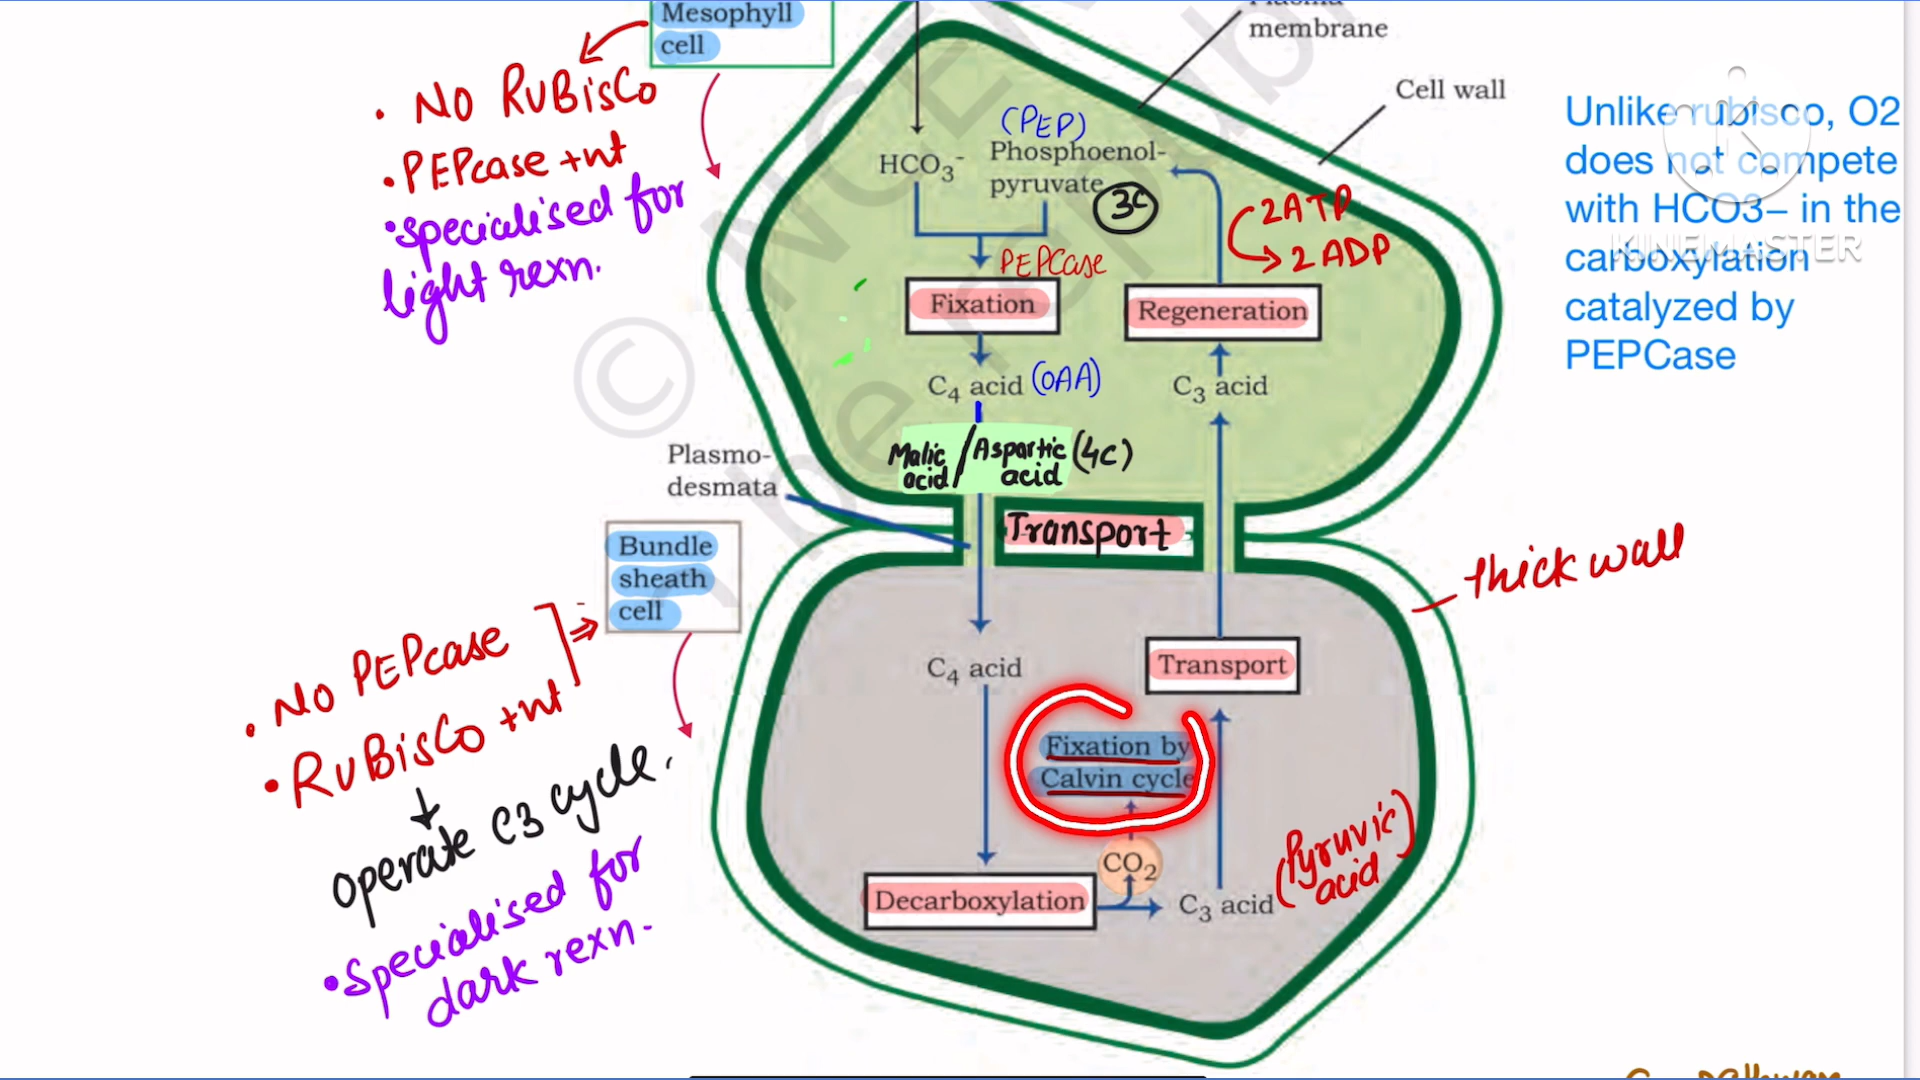 Mesophyll
cell
• NO RUBisCo
• PEPcase +nt
• Specialised for
light rexn.
membrane
Cell wall
(PEP)
HCO3-
Phosphoenol-
pyruvate
3C
PEPCase
Fixation
C4 acid (OAA)
Malic acid / Aspartic acid (4C)
2ATP
2 ADP
Regeneration
C3 acid
Unlike rubisco, O2
does not compete
with HCO3– in the
carboxylation
catalyzed by
PEPCase
KINEMASTER
Plasmo-
desmata
Transport
thick wall
Bundle
sheath
cell
• NO PEPcase
• RUBisCo +nt
operate C3 cycle.
• Specialised for
dark rexn.
C4 acid
Transport
Fixation by
Calvin cycle
CO2
Decarboxylation
C3 acid
(Pyruvic
acid)
©